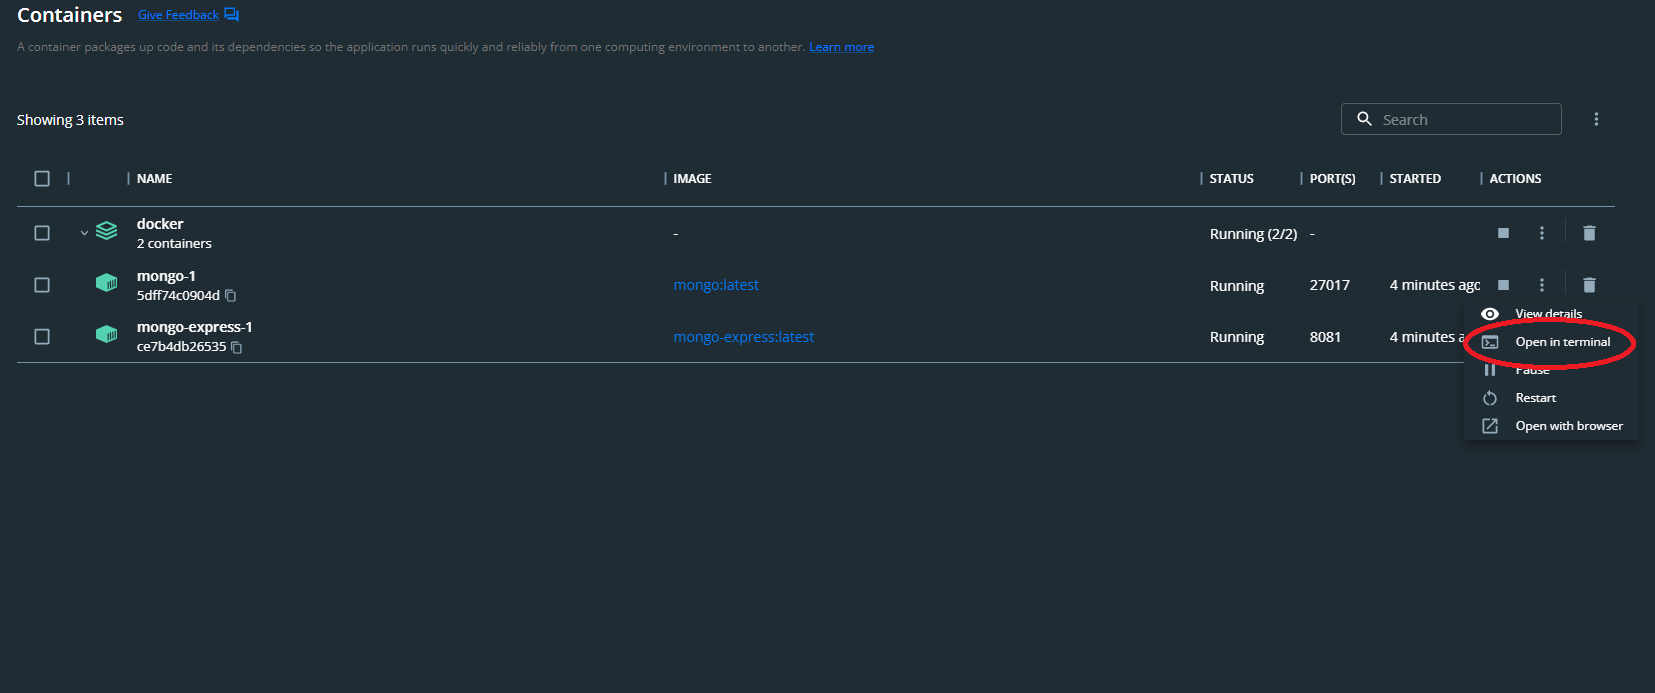 Containers Give Feedback
A container packages up code and its dependencies so the application runs quickly and reliably from one computing environment to another. Learn more
Showing 3 items
Search
NAME IMAGE STATUS PORT(S) STARTED ACTIONS
docker
2 containers
- Running (2/2) -
mongo-1
5dff74c0904d
mongo:latest Running 27017 4 minutes ago
mongo-express-1
ce7b4db26535
mongo-express:latest Running 8081 4 minutes a
View details
Open in terminal
Pause
Restart
Open with browser